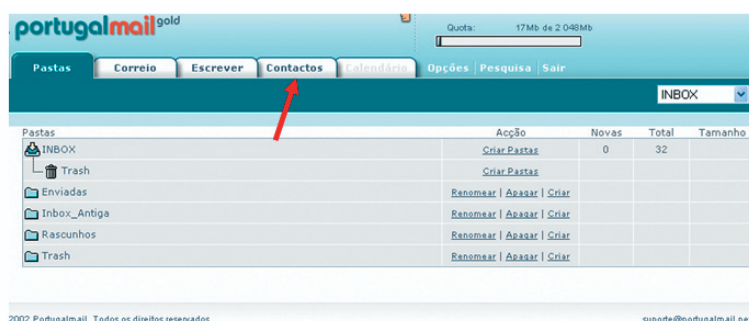 portugalmail gold
Quota: 17Mb de 2 048Mb
Pastas Correio Escrever Contactos Calendário Opções Pesquisa Sair
INBOX
Pastas Acção Novas Total Tamanho
INBOX Criar Pastas 0 32
Trash Criar Pastas
Enviadas Renomear | Apagar | Criar
Inbox_Antiga Renomear | Apagar | Criar
Rascunhos Renomear | Apagar | Criar
Trash Renomear | Apagar | Criar
2002 Portugalmail. Todos os direitos reservados suporte@portugalmail.ne